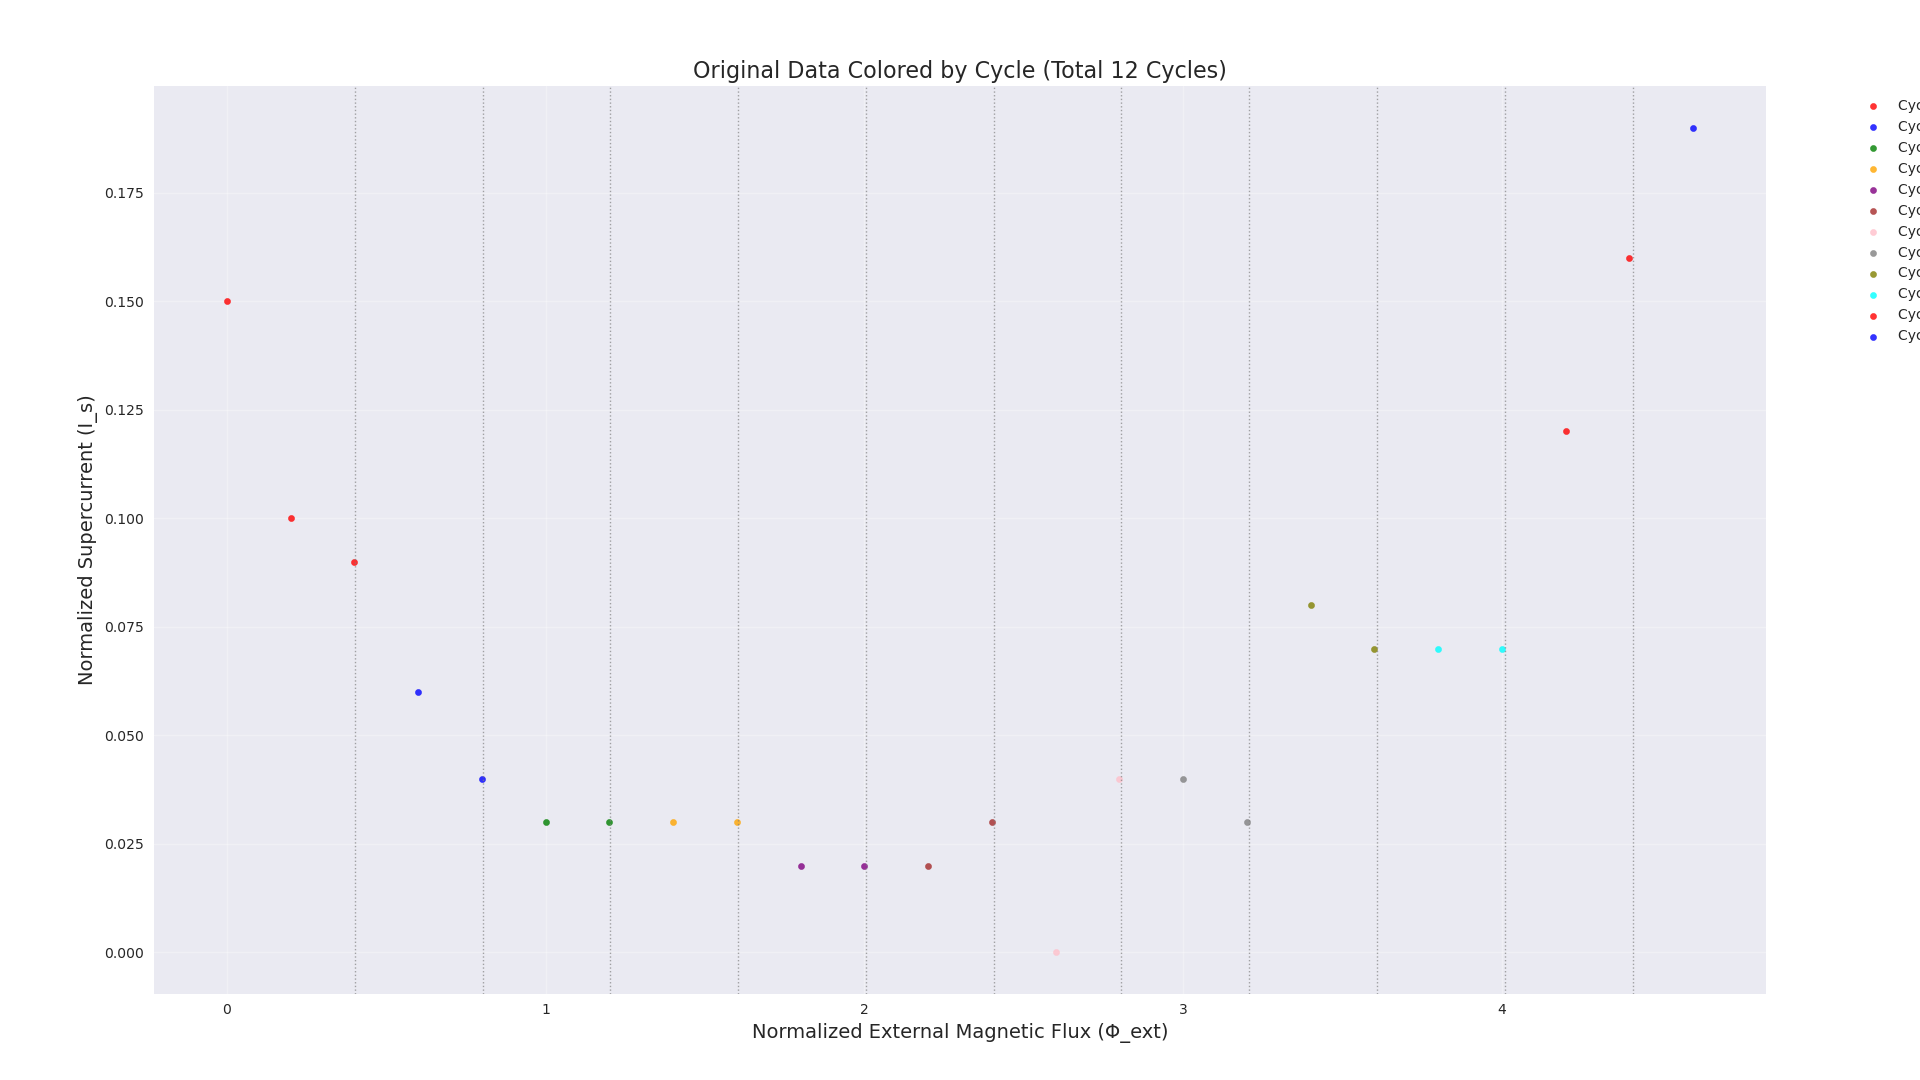 Original Data Colored by Cycle (Total 12 Cycles)
Normalized Supercurrent (I_s)
0.175
0.150
0.125
0.100
0.075
0.050
0.025
0.000
0
1
2
3
4
Normalized External Magnetic Flux (Φ_ext)
Cyc
Cyc
Cyc
Cyc
Cyc
Cyc
Cyc
Cyc
Cyc
Cyc
Cyc
Cyc